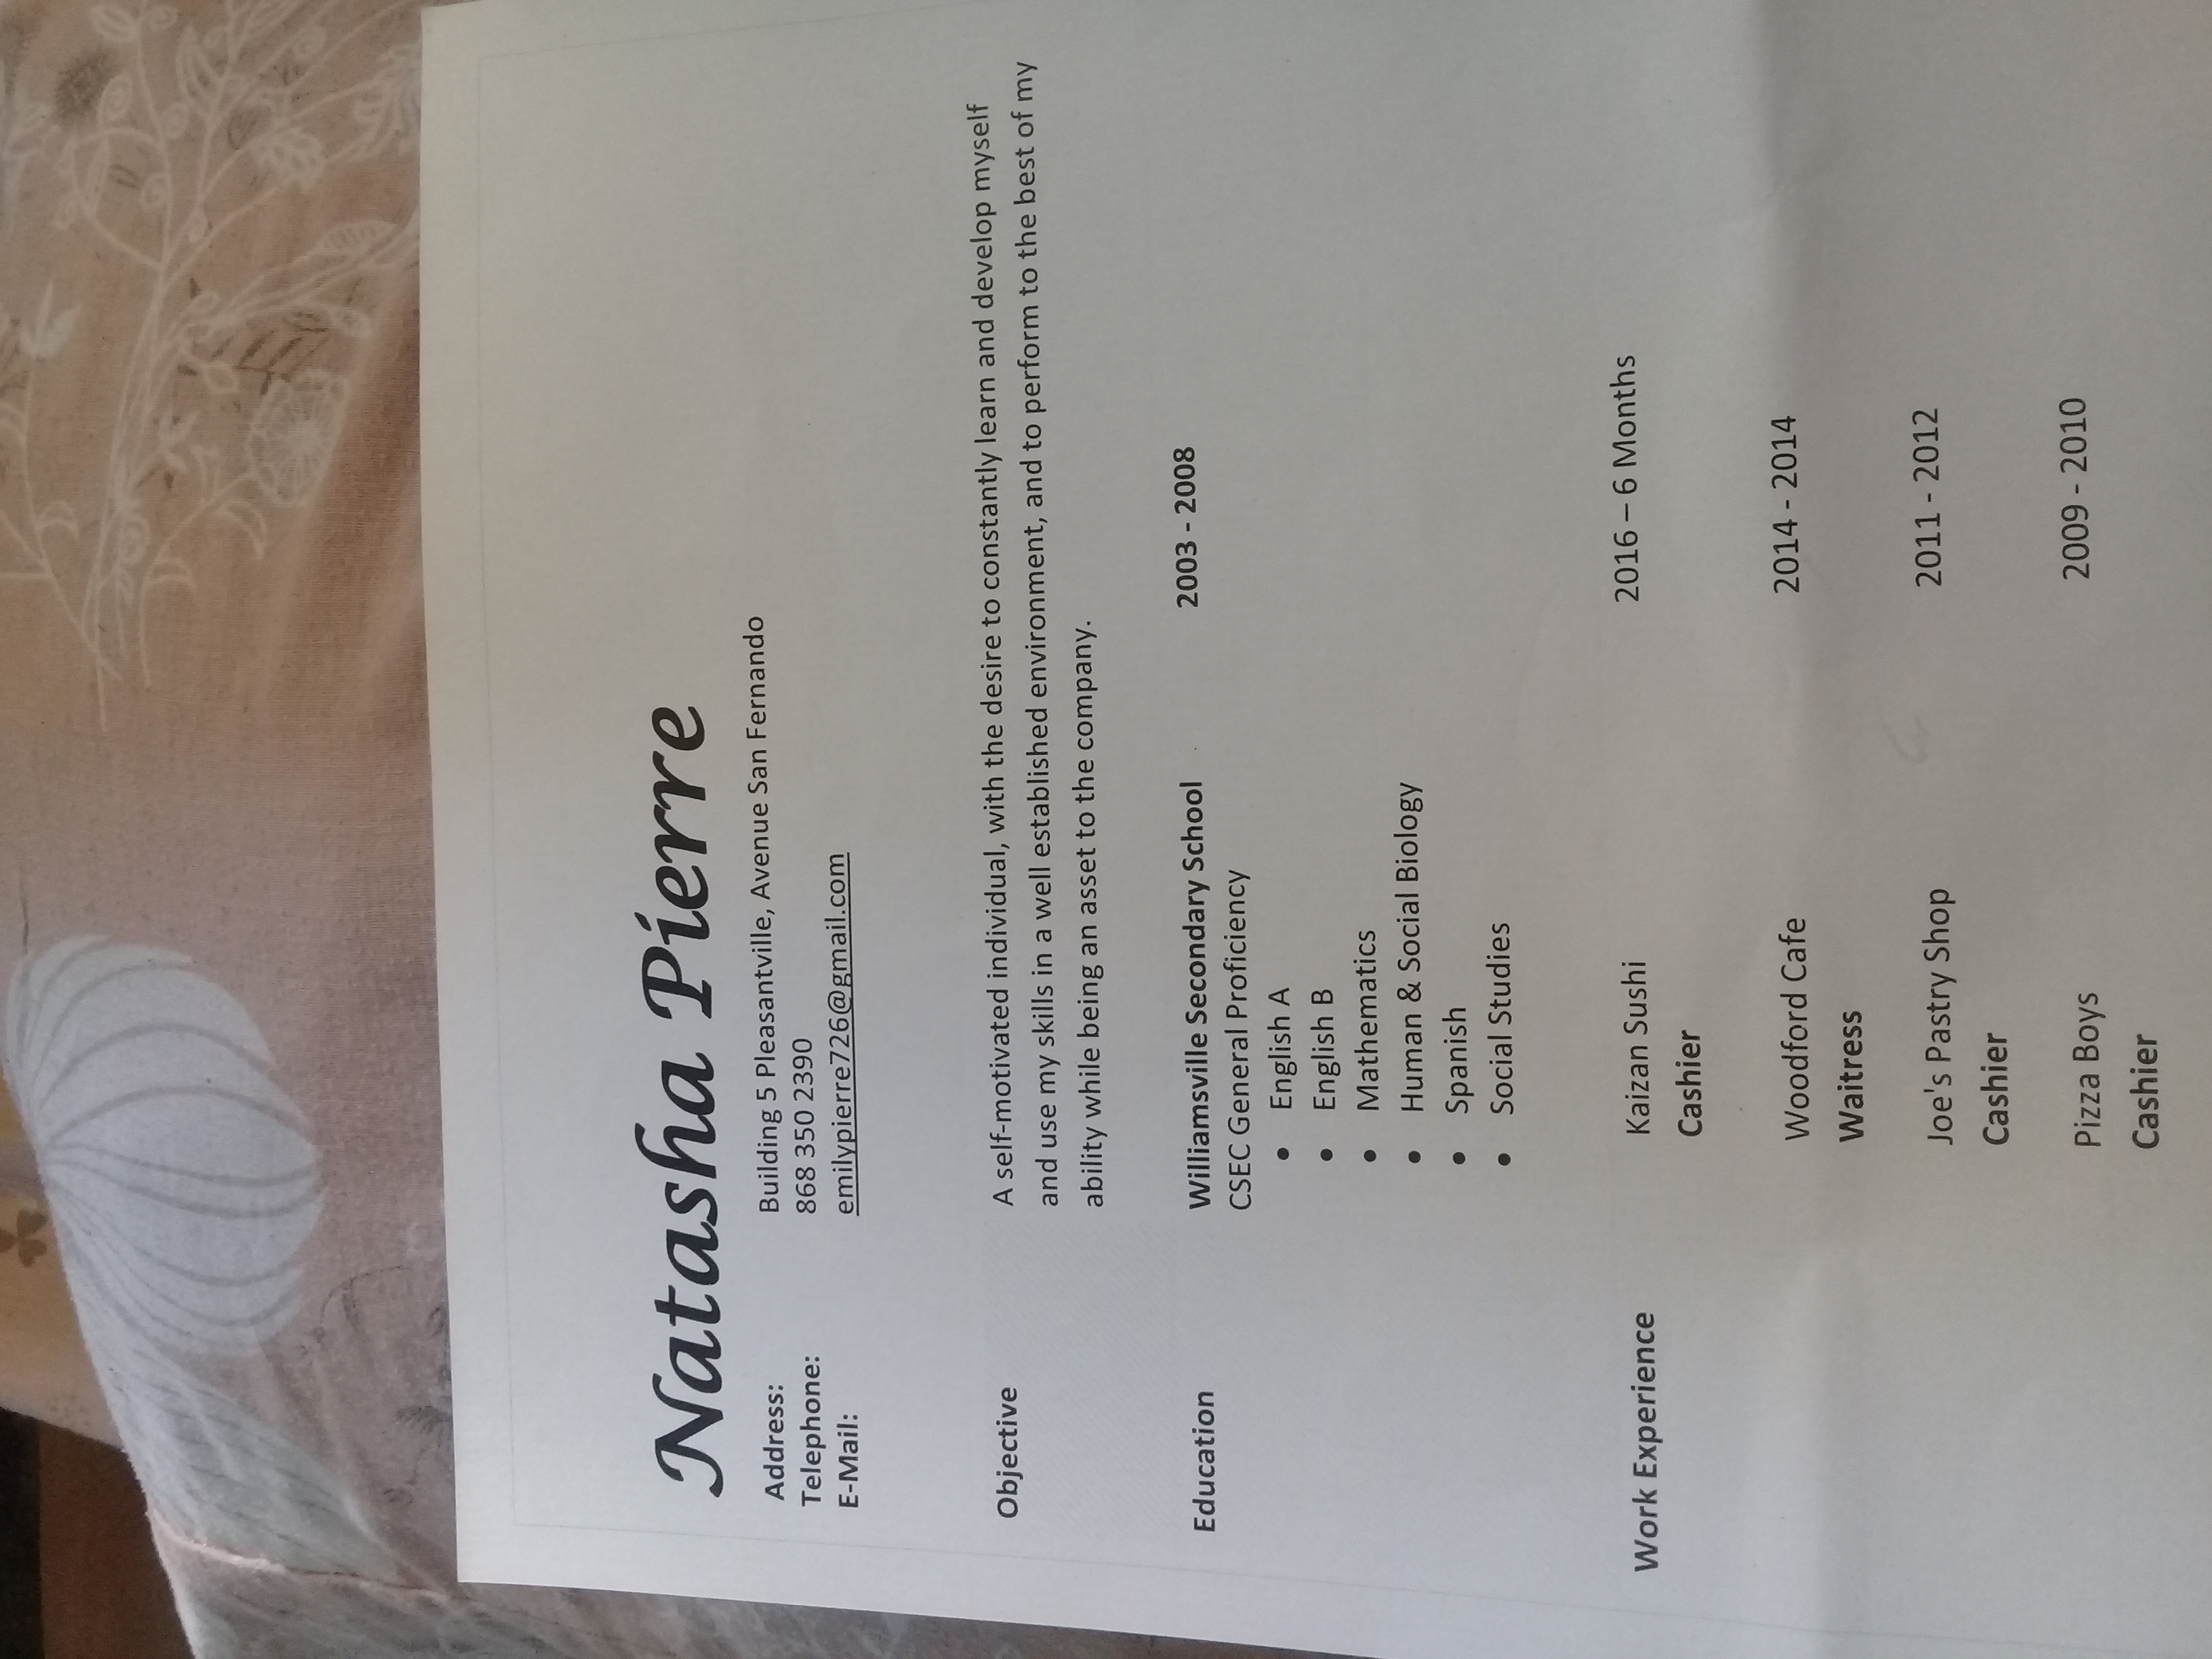 Natasha Pierre
Address: Building 5 Pleasantville, Avenue San Fernando
Telephone: 868 350 2390
E-Mail: emilypierre726@gmail.com
Objective A self-motivated individual, with the desire to constantly learn and develop myself
and use my skills in a well established environment, and to perform to the best of my
ability while being an asset to the company.
Education Williamsville Secondary School 2003 - 2008
CSEC General Proficiency
• English A
• English B
• Mathematics
• Human & Social Biology
• Spanish
• Social Studies
Work Experience Kaizan Sushi 2016 – 6 Months
Cashier
Woodford Cafe 2014 - 2014
Waitress
Joe's Pastry Shop 2011 - 2012
Cashier
Pizza Boys 2009 - 2010
Cashier